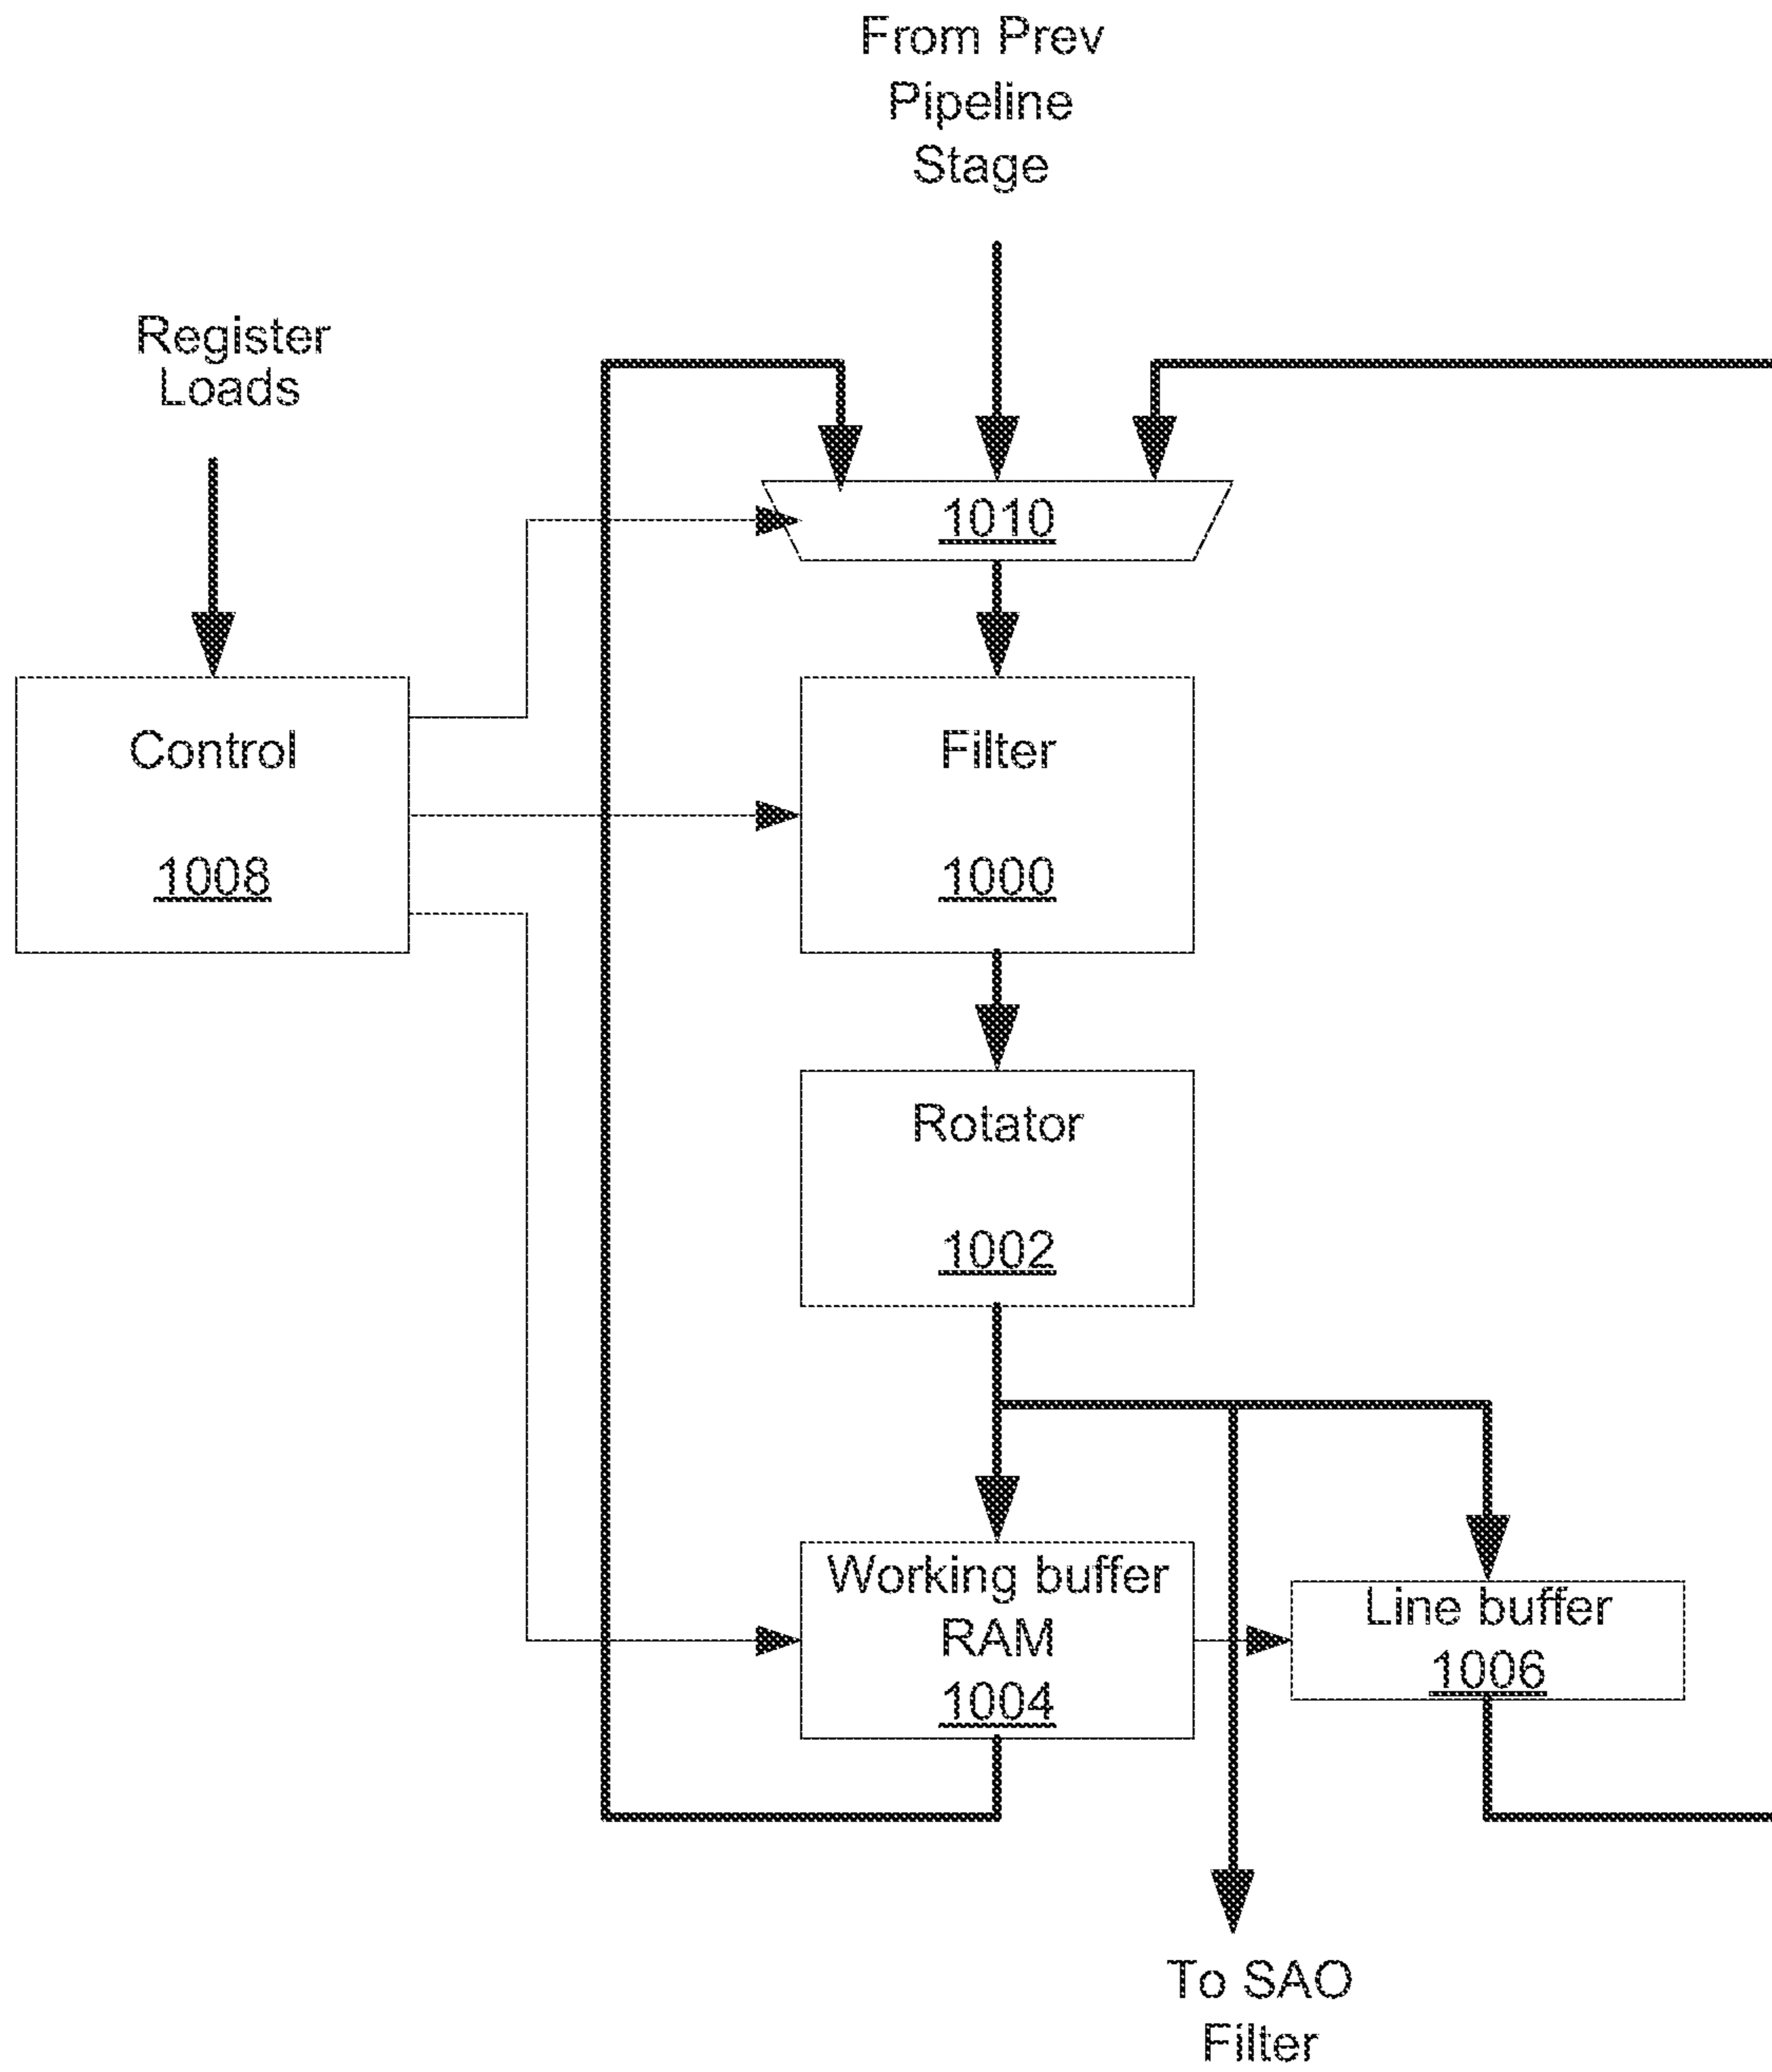 From Prev
Pipeline
Stage
Register
Loads
1010
Control
1008
Filter
1000
Rotator
1002
Working buffer
RAM
1004
Line buffer
1006
To SAO
Filter